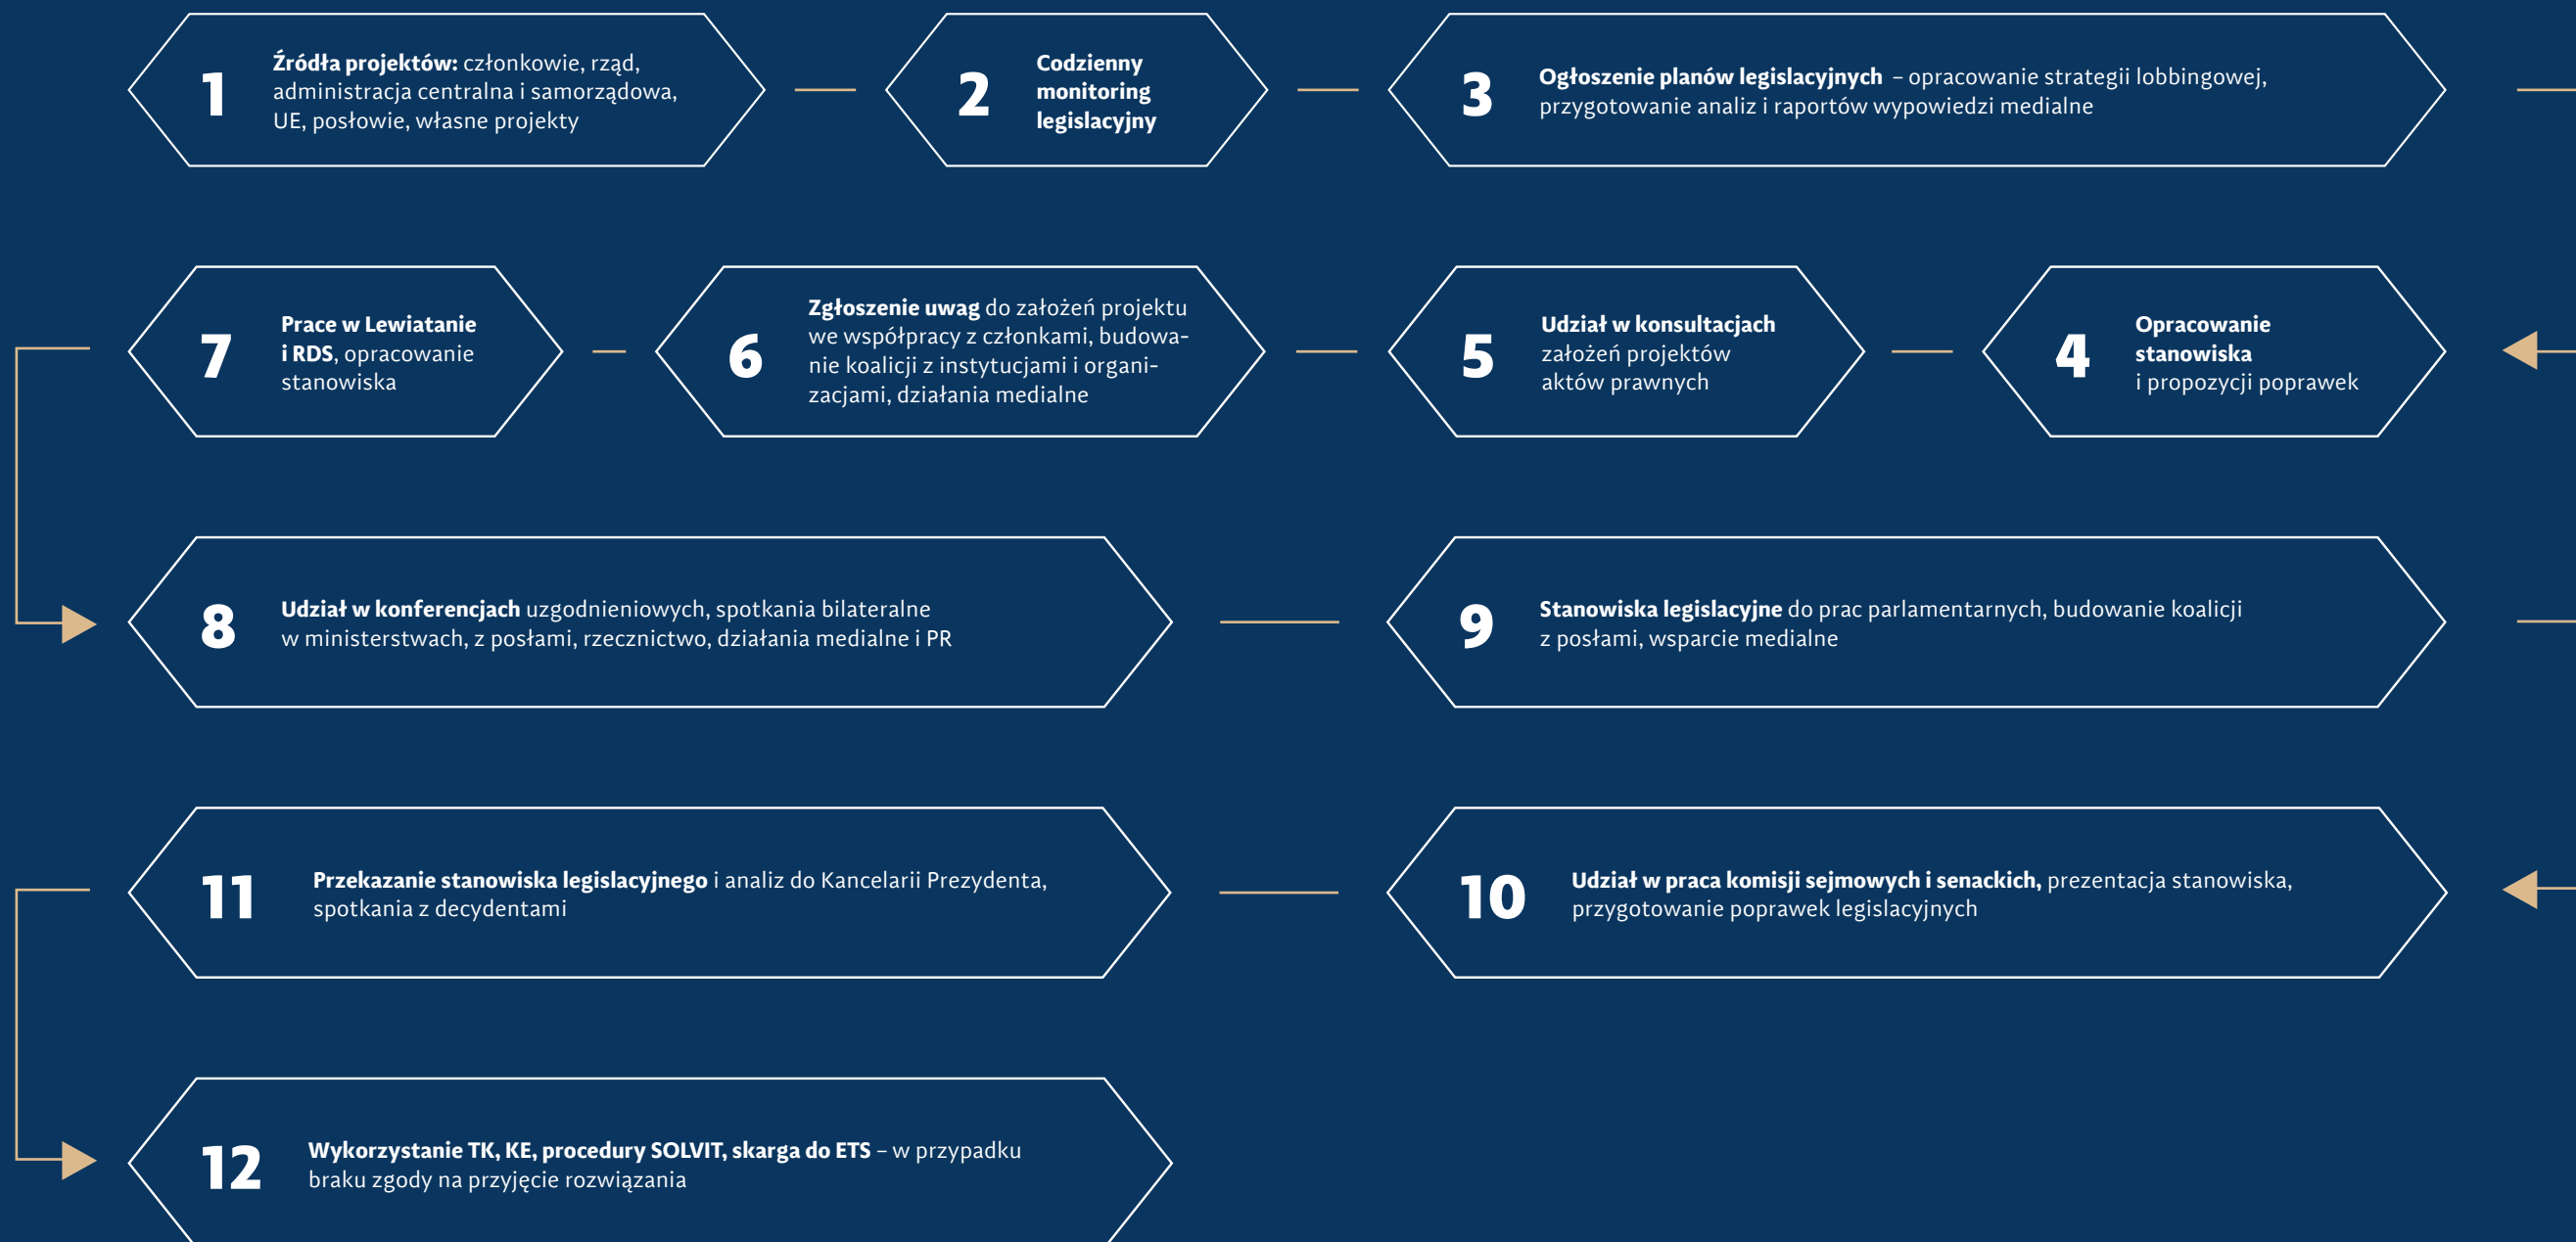 1
Źródła projektów: członkowie, rząd,
administracja centralna i samorządowa,
UE, posłowie, własne projekty
2
Codzienny
monitoring
legislacyjny
3
Ogłoszenie planów legislacyjnych – opracowanie strategii lobbingowej,
przygotowanie analiz i raportów wypowiedzi medialne
4
Opracowanie
stanowiska
i propozycji poprawek
5
Udział w konsultacjach
założeń projektów
aktów prawnych
6
Zgłoszenie uwag do założeń projektu
we współpracy z członkami, budowa-
nie koalicji z instytucjami i organi-
zacjami, działania medialne
7
Prace w Lewiatanie
i RDS, opracowanie
stanowiska
8
Udział w konferencjach uzgodnieniowych, spotkania bilateralne
w ministerstwach, z posłami, rzecznictwo, działania medialne i PR
9
Stanowiska legislacyjne do prac parlamentarnych, budowanie koalicji
z posłami, wsparcie medialne
10
Udział w praca komisji sejmowych i senackich, prezentacja stanowiska,
przygotowanie poprawek legislacyjnych
11
Przekazanie stanowiska legislacyjnego i analiz do Kancelarii Prezydenta,
spotkania z decydentami
12
Wykorzystanie TK, KE, procedury SOLVIT, skarga do ETS – w przypadku
braku zgody na przyjęcie rozwiązania